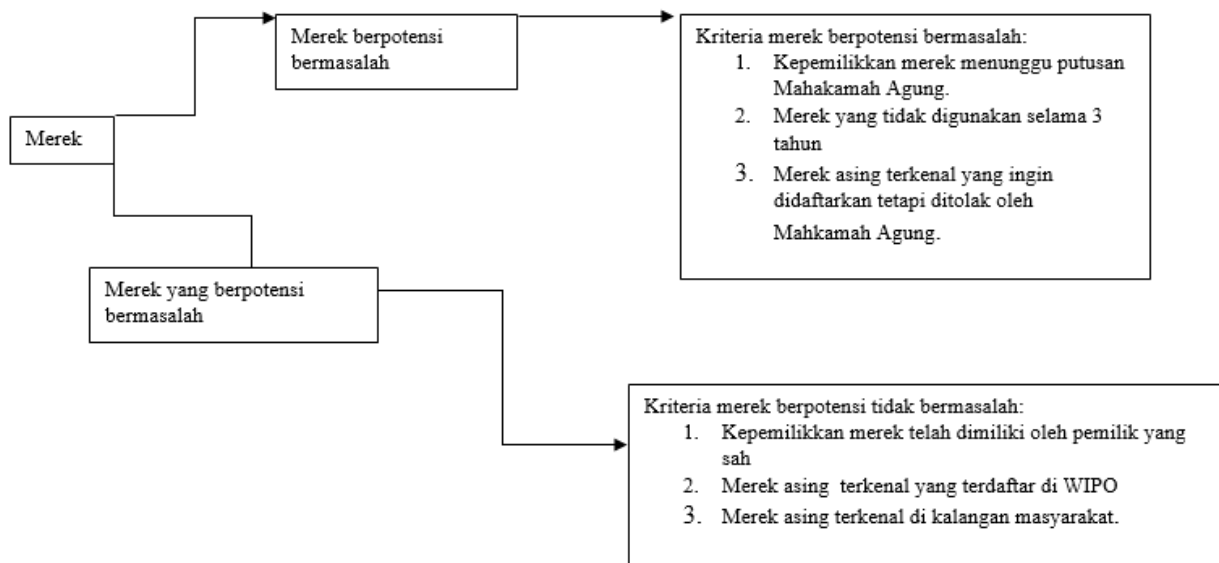 Merek berpotensi
bermasalah
Kriteria merek berpotensi bermasalah:
1. Kepemilikkan merek menunggu putusan
Mahakamah Agung.
2. Merek yang tidak digunakan selama 3
tahun
3. Merek asing terkenal yang ingin
didaftarkan tetapi ditolak oleh
Mahkamah Agung.
Merek
Merek yang berpotensi
bermasalah
Kriteria merek berpotensi tidak bermasalah:
1. Kepemilikkan merek telah dimiliki oleh pemilik yang
sah
2. Merek asing terkenal yang terdaftar di WIPO
3. Merek asing terkenal di kalangan masyarakat.